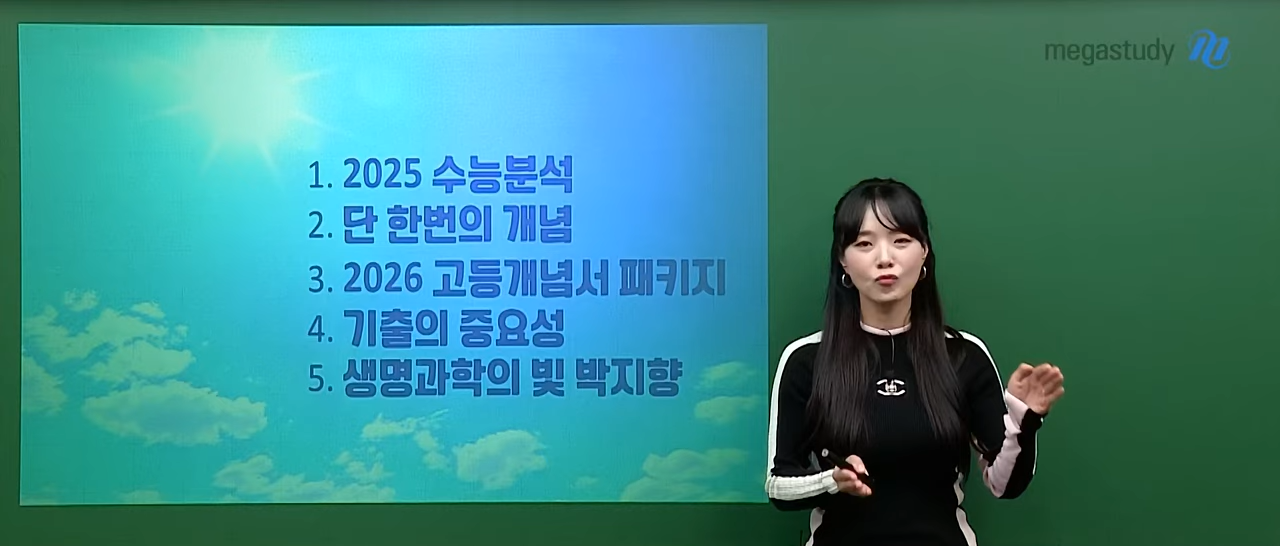 megastudy
1. 2025 수능분석
2. 단 한번의 개념
3. 2026 고등개념서 패키지
4. 기출의 중요성
5. 생명과학의 빛 박지향